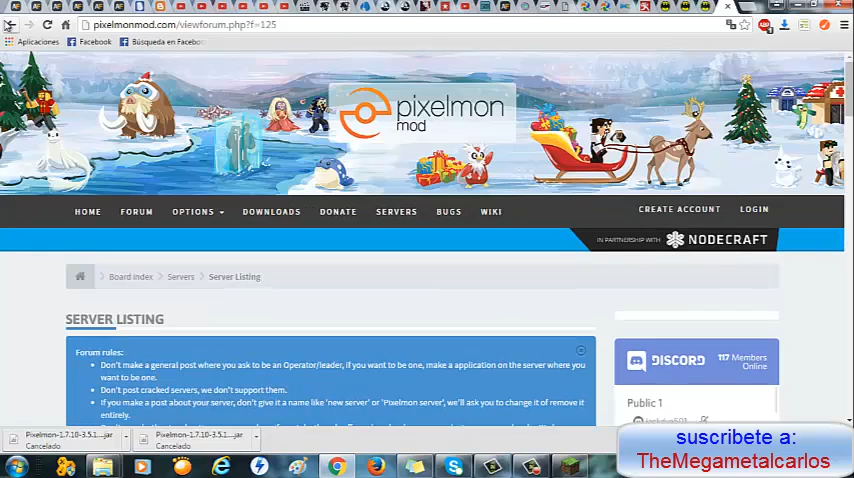 pixelmonmod.com/viewforum.php?f=125
Aplicaciones
Facebook
Búsqueda en Facebo
pixelmon
mod
HOME
FORUM
OPTIONS
DOWNLOADS
DONATE
SERVERS
BUGS
WIKI
CREATE ACCOUNT
LOGIN
IN PARTNERSHIP WITH
NODECRAFT
Board index
Servers
Server Listing
SERVER LISTING
Forum rules:
Don't make a general post where you ask to be an Operator/leader, if you want to be one, make a application on the server where you
want to be one.
Don't post cracked servers, we don't support them.
If you make a post about your server, don't give it a name like 'new server' or 'Pixelmon server', we'll ask you to change it of remove it
entirely.
DISCORD
117 Members
Online
Public 1
Pixelmon-1.7.10-3.5.1....jar
Cancelado
Pixelmon-1.7.10-3.5.1....jar
Cancelado
suscribete a:
TheMegametalcarlos